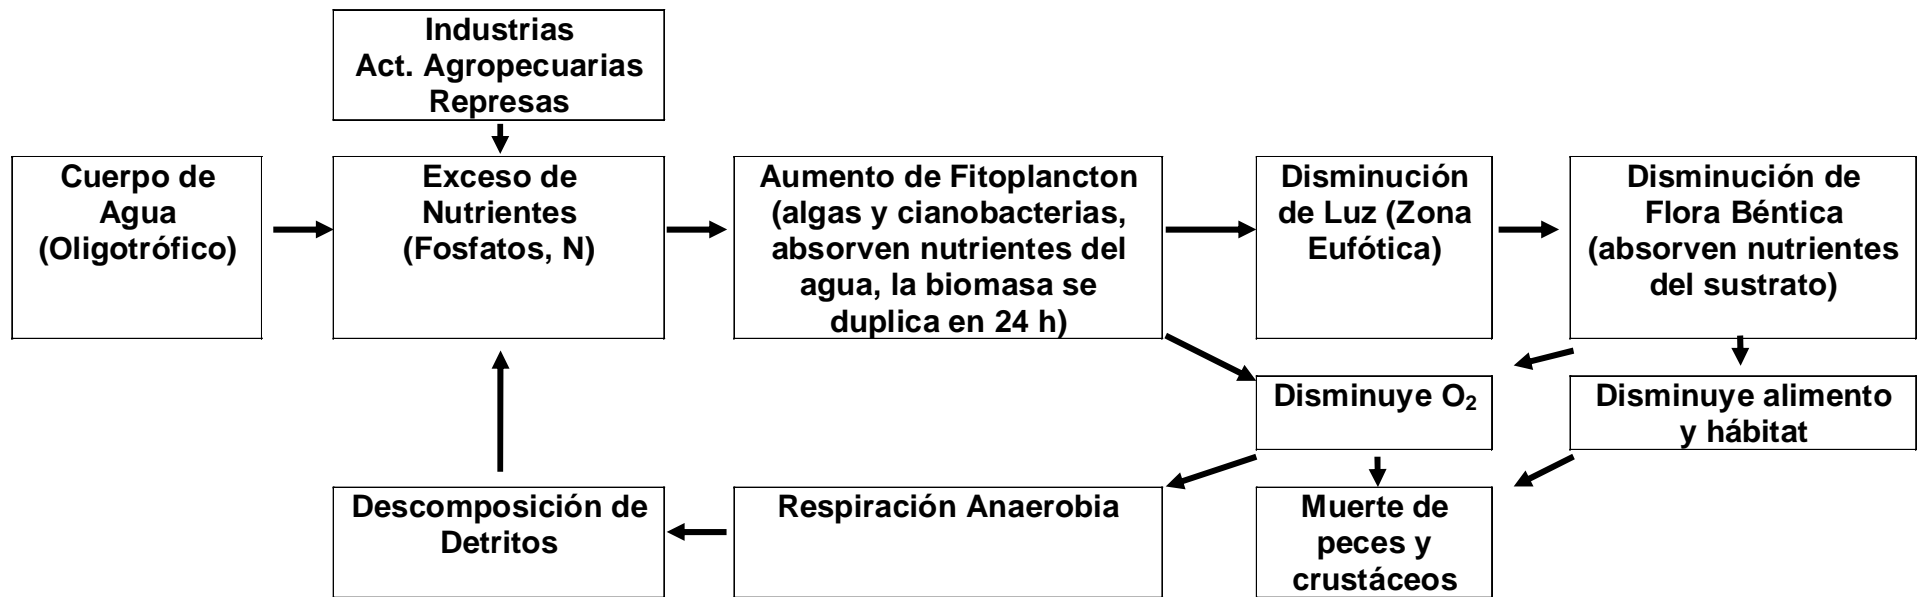 Industrias
Act. Agropecuarias
Represas
Cuerpo de
Agua
(Oligotrófico)
Exceso de
Nutrientes
(Fosfatos, N)
Aumento de Fitoplancton
(algas y cianobacterias,
absorven nutrientes del
agua, la biomasa se
duplica en 24 h)
Disminución
de Luz (Zona
Eufótica)
Disminución de
Flora Béntica
(absorven nutrientes
del sustrato)
Disminuye O₂
Disminuye alimento
y hábitat
Descomposición de
Detritos
Respiración Anaerobia
Muerte de
peces y
crustáceos